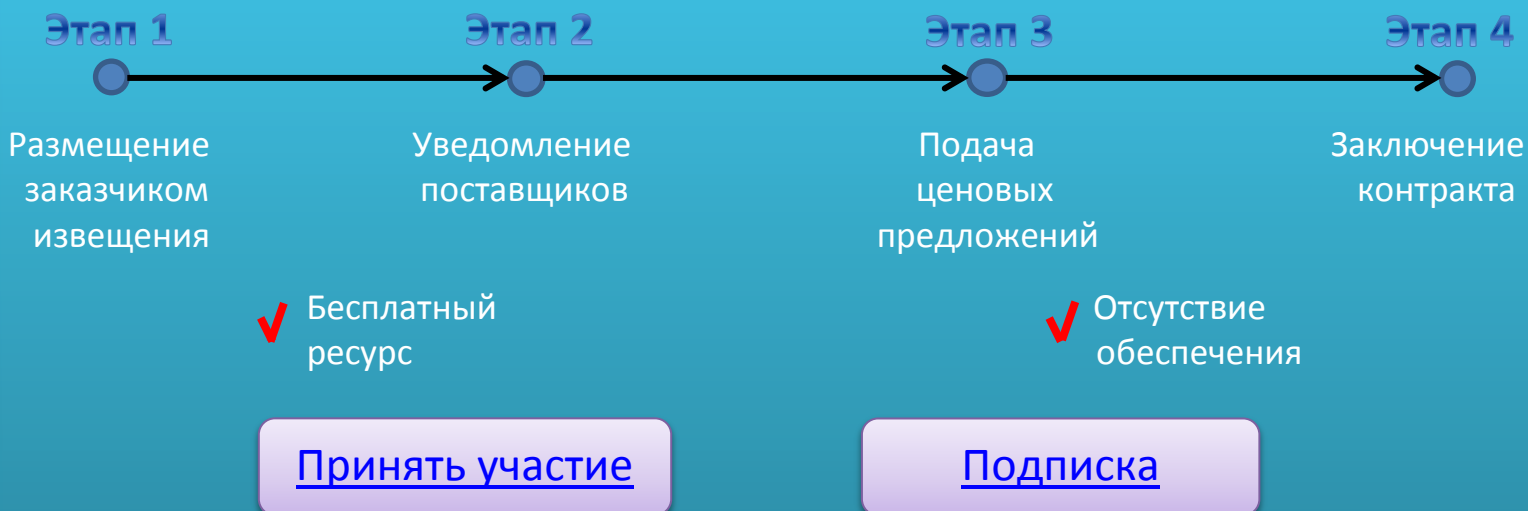 Этап 1
Этап 2
Этап 3
Этап 4
Размещение
заказчиком
извещения
Уведомление
поставщиков
Подача
ценовых
предложений
Заключение
контракта
Бесплатный
ресурс
Отсутствие
обеспечения
Принять участие
Подписка